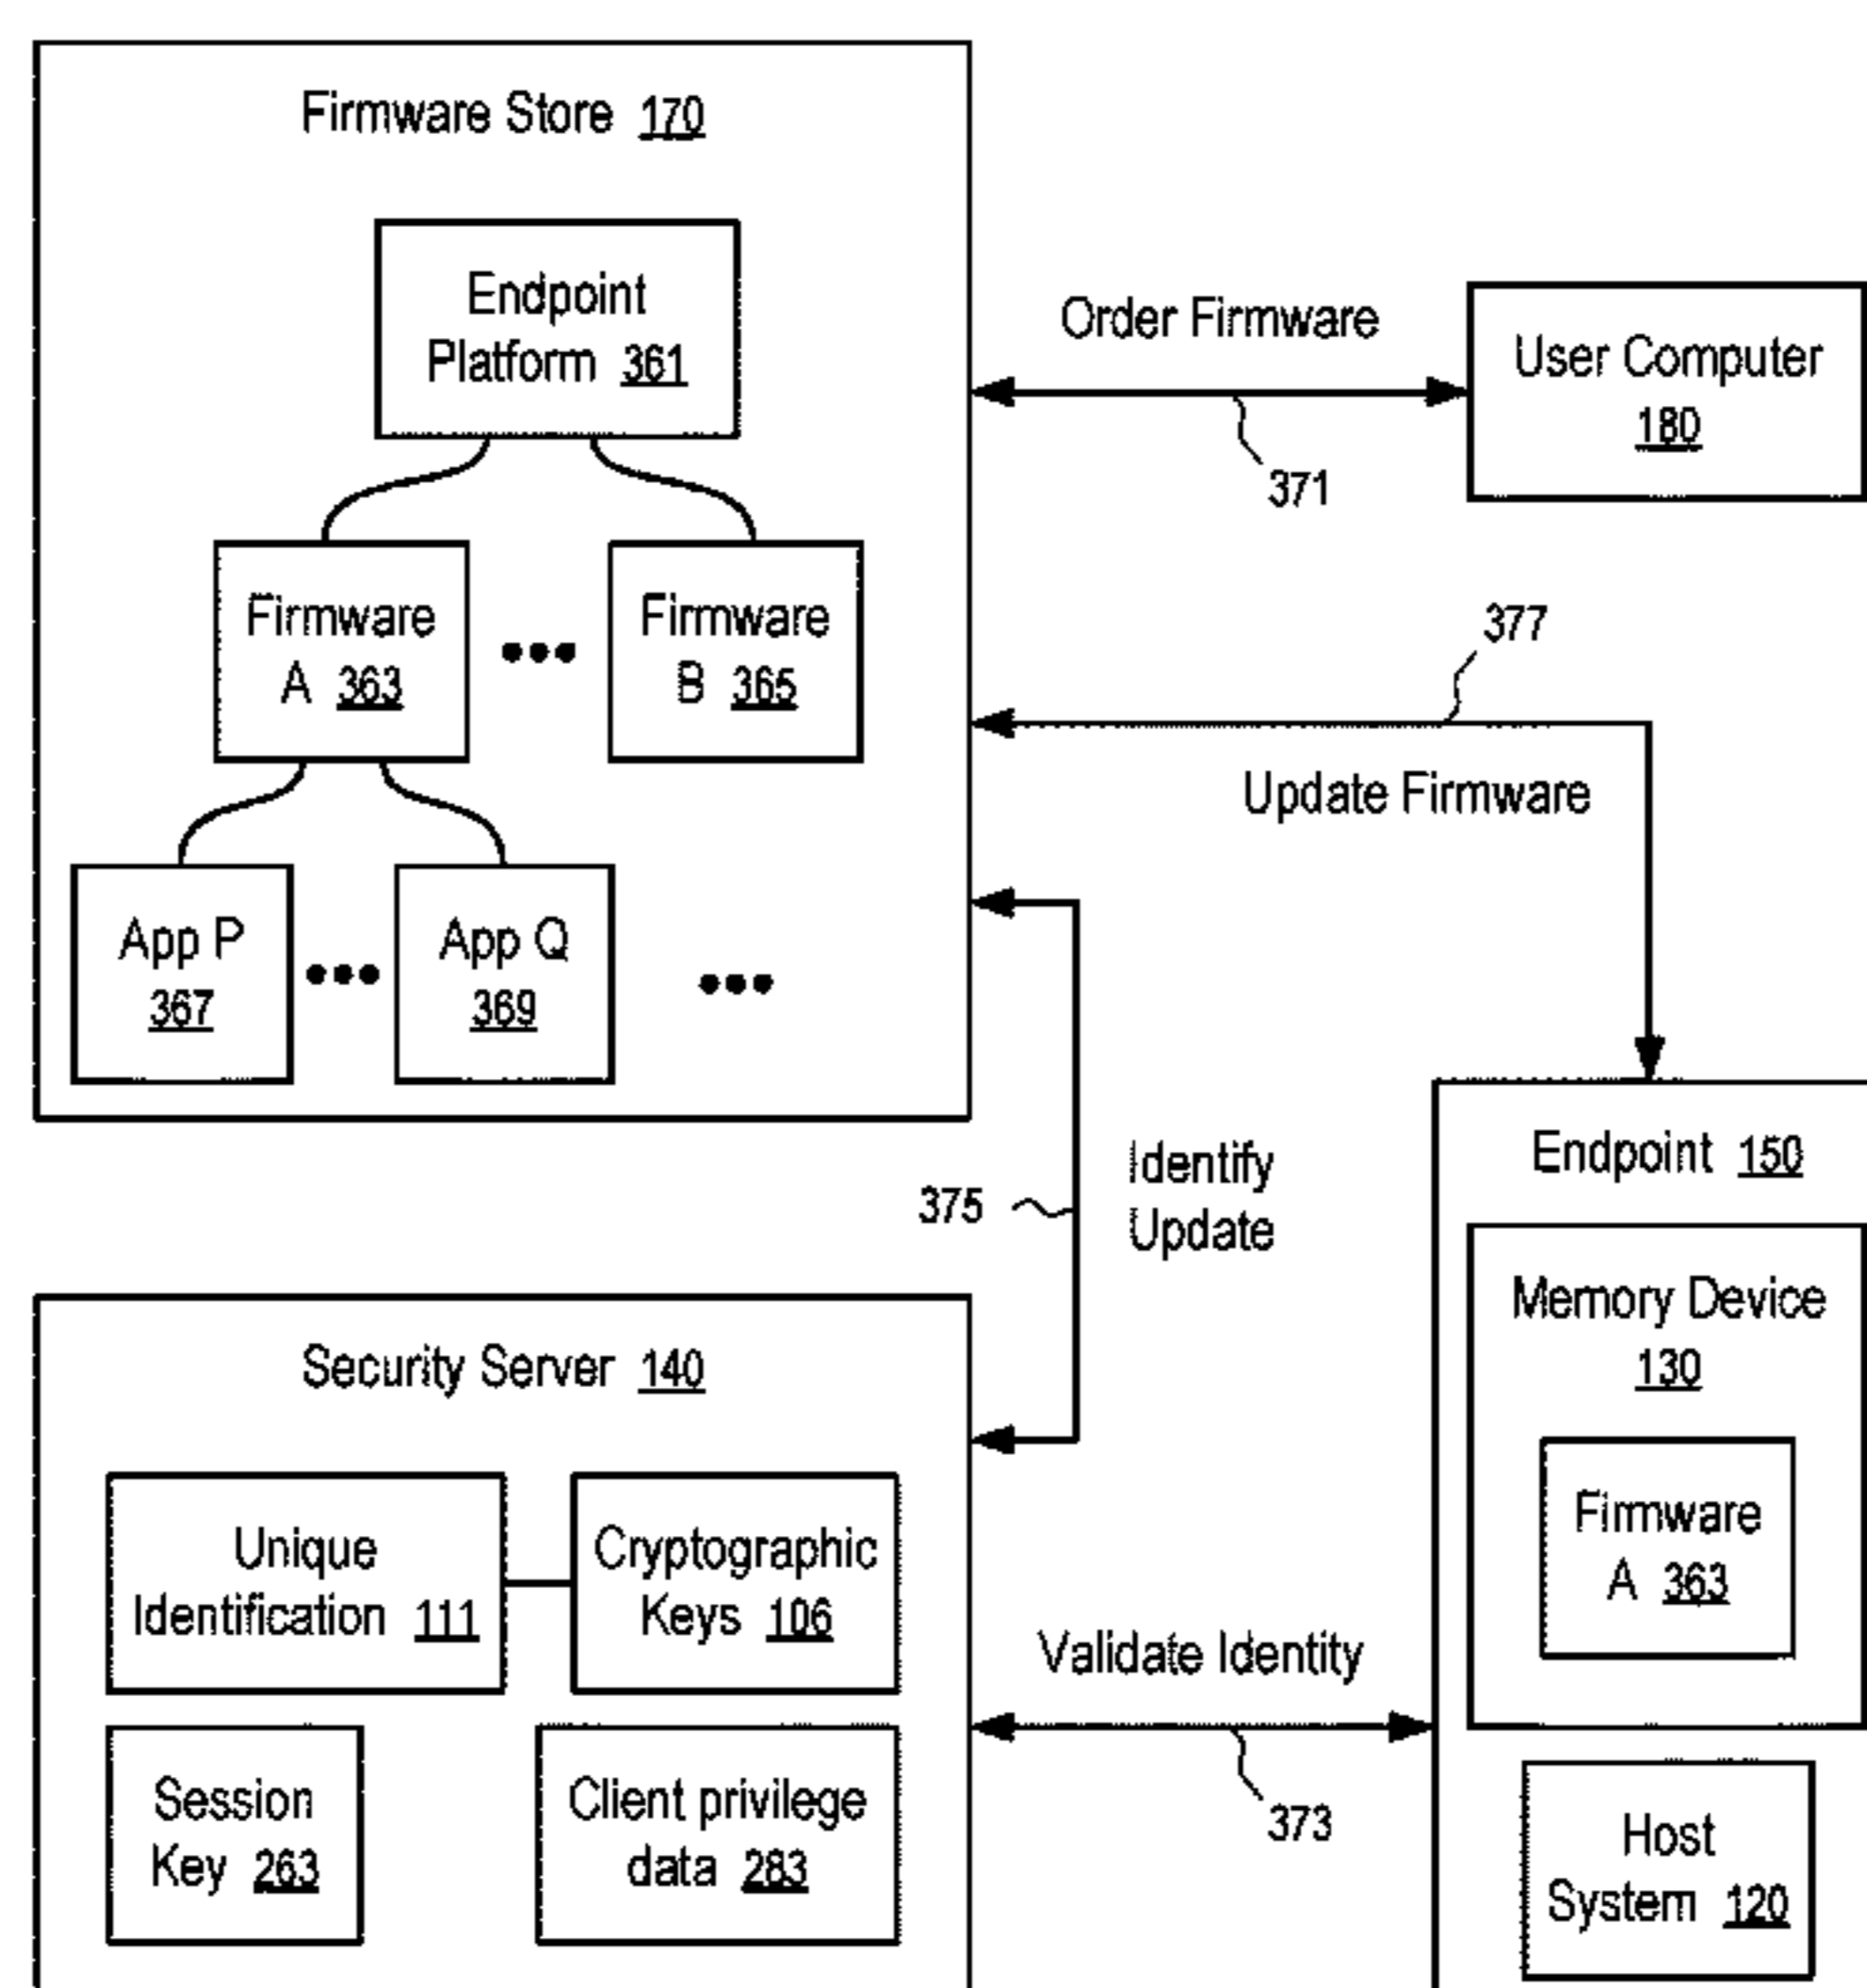 Firmware Store 170
Endpoint
Platform 361
Firmware
A 363
Firmware
B 365
App P
367
App Q
369
Order Firmware
371
User Computer
180
377
Update Firmware
375
Identify
Update
Endpoint 150
Memory Device
130
Firmware
A 363
Host
System 120
Security Server 140
Unique
Identification 111
Cryptographic
Keys 106
Session
Key 263
Client privilege
data 283
Validate Identity
373